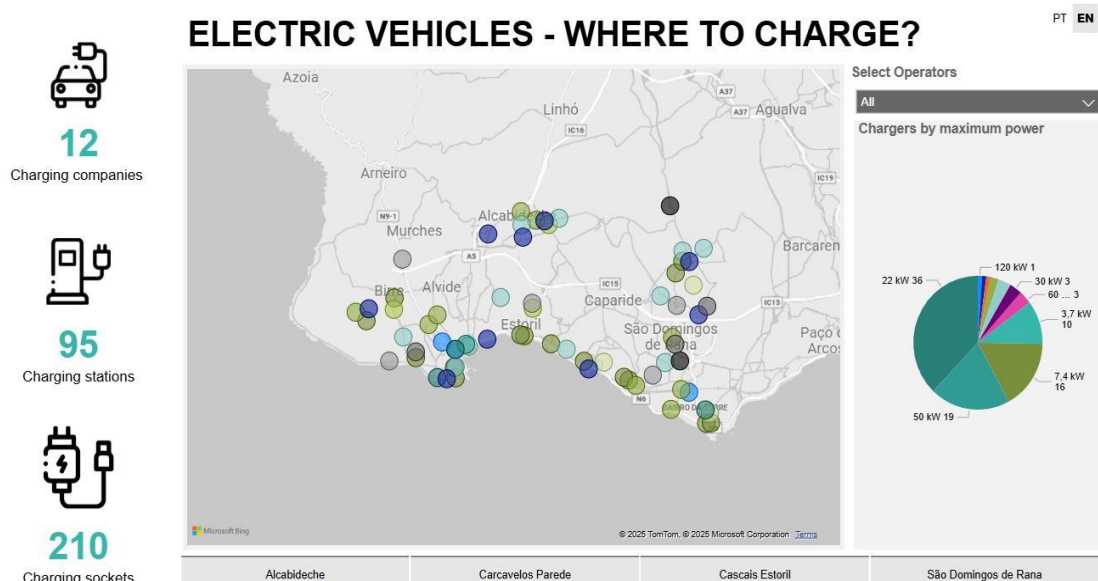 ELECTRIC VEHICLES - WHERE TO CHARGE?
PT EN
12
Charging companies
95
Charging stations
210
Charging sockets
Azoia
Linhó
A37
A37
Agualva
IC16
Arneiro
IC19
N9-1
Murches
Barcaren
A5
IC15
Birre
Alvide
Caparide
IC15
Estoril
São Domingos
de Rana
Paço
Arcos
N6
Microsoft Bing
© 2025 TomTom, © 2025 Microsoft Corporation Terms
Select Operators
All
Chargers by maximum power
120 kW 1
30 kW 3
60 ... 3
3,7 kW
10
7,4 kW
16
50 kW 19
22 kW 36
Alcabideche
Carcavelos Parede
Cascais Estoril
São Domingos de Rana